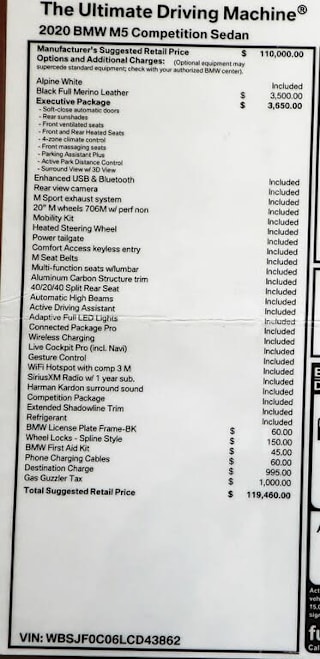 The Ultimate Driving Machine®
2020 BMW M5 Competition Sedan
Manufacturer's Suggested Retail Price $ 110,000.00
Options and Additional Charges: (Optional equipment may
supercede standard equipment; check with your authorized BMW center).
Alpine White Included
Black Full Merino Leather $ 3,500.00
Executive Package $ 3,650.00
- Soft-close automatic doors
- Rear sunshades
- Front ventilated seats
- Front and Rear Heated Seats
- 4-zone climate control
- Front massaging seats
- Parking Assistant Plus
- Active Park Distance Control
- Surround View w/ 3D View
Enhanced USB & Bluetooth Included
Rear view camera Included
M Sport exhaust system Included
20" M wheels 706M w/ perf non Included
Mobility Kit Included
Heated Steering Wheel Included
Power tailgate Included
Comfort Access keyless entry Included
M Seat Belts Included
Multi-function seats w/lumbar Included
Aluminum Carbon Structure trim Included
40/20/40 Split Rear Seat Included
Automatic High Beams Included
Active Driving Assistant Included
Adaptive Full LED Lights Included
Connected Package Pro Included
Wireless Charging Included
Live Cockpit Pro (incl. Navi) Included
Gesture Control Included
WiFi Hotspot with comp 3 M Included
SiriusXM Radio w/ 1 year sub. Included
Harman Kardon surround sound Included
Competition Package Included
Extended Shadowline Trim Included
Refrigerant Included
BMW License Plate Frame-BK $ 60.00
Wheel Locks - Spline Style $ 150.00
BMW First Aid Kit $ 45.00
Phone Charging Cables $ 60.00
Destination Charge $ 995.00
Gas Guzzler Tax $ 1,000.00
Total Suggested Retail Price $ 119,460.00
VIN: WBSJF0C06LCD43862